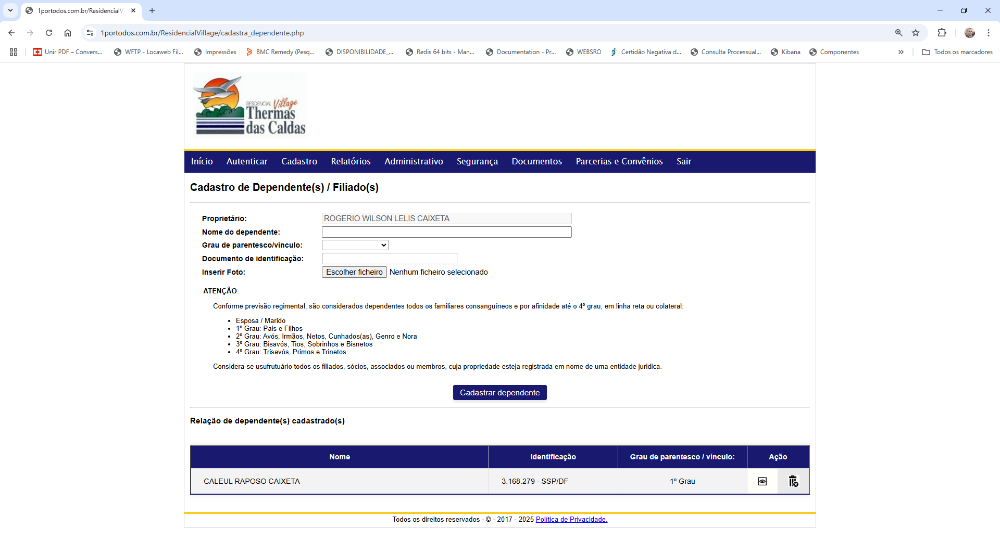 1portodos.com.br/ResidencialV
1portodos.com.br/ResidencialVillage/cadastra_dependente.php
Unir PDF – Convers...
WFTP - Locaweb Fil...
Impressões
BMC Remedy (Pesq...
DISPONIBILIDADE_...
Redis 64 bits - Man...
Documentation - Pr...
WEBSRO
Certidão Negativa d...
Consulta Processual...
Kibana
Componentes
Todos os marcadores
RESIDENCIAL Village
Thermas
das Caldas
Início Autenticar Cadastro Relatórios Administrativo Segurança Documentos Parcerias e Convênios Sair
Cadastro de Dependente(s) / Filiado(s)
Proprietário: ROGERIO WILSON LELIS CAIXETA
Nome do dependente:
Grau de parentesco/vínculo:
Documento de identificação:
Inserir Foto: Escolher ficheiro Nenhum ficheiro selecionado
ATENÇÃO:
Conforme previsão regimental, são considerados dependentes todos os familiares consanguíneos e por afinidade até o 4º grau, em linha reta ou colateral:
• Esposa / Marido
• 1º Grau: Pais e Filhos
• 2º Grau: Avós, Irmãos, Netos, Cunhados(as), Genro e Nora
• 3º Grau: Bisavós, Tios, Sobrinhos e Bisnetos
• 4º Grau: Trisavós, Primos e Trinetos
Considera-se usufrutuário todos os filiados, sócios, associados ou membros, cuja propriedade esteja registrada em nome de uma entidade juridica.
Cadastrar dependente
Relação de dependente(s) cadastrado(s)
Nome Identificação Grau de parentesco / vínculo: Ação
CALEUL RAPOSO CAIXETA 3.168.279 - SSP/DF 1º Grau
Todos os direitos reservados - © - 2017 - 2025 Política de Privacidade.